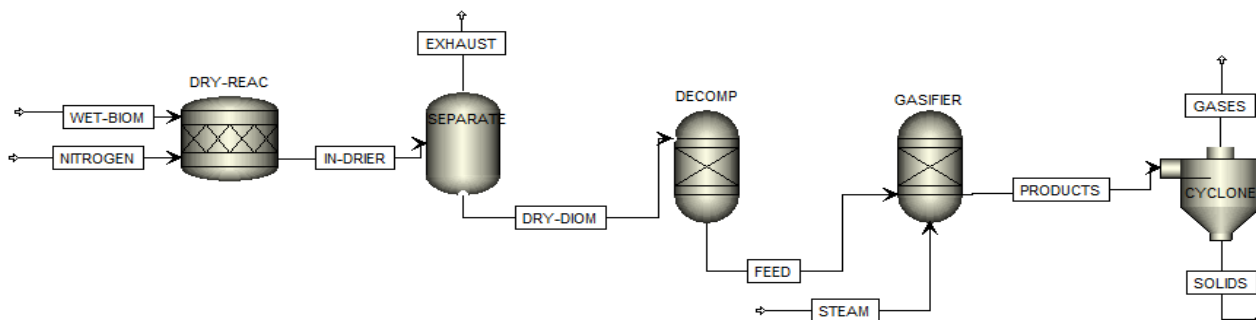 EXHAUST
DRY-REAC
WET-BIOM
NITROGEN
IN-DRIER
SEPARATE
DRY-DIOM
DECOMP
FEED
STEAM
GASIFIER
PRODUCTS
GASES
CYCLONE
SOLIDS